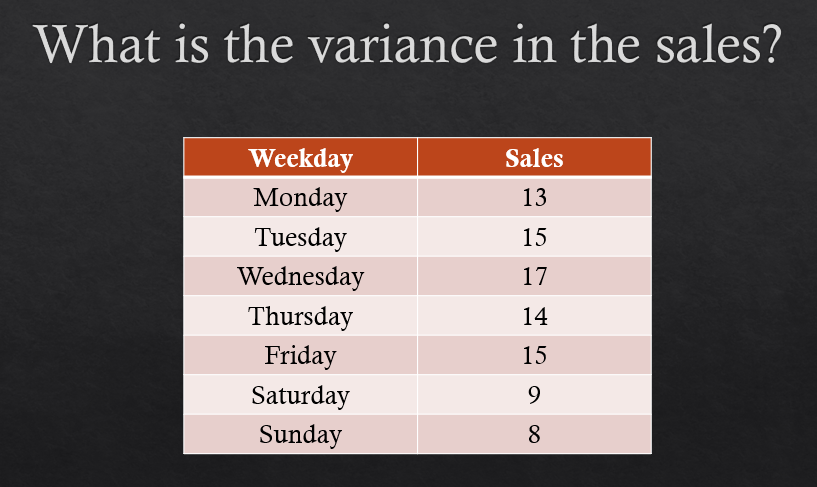 What is the variance in the sales?
Weekday Sales
Monday 13
Tuesday 15
Wednesday 17
Thursday 14
Friday 15
Saturday 9
Sunday 8